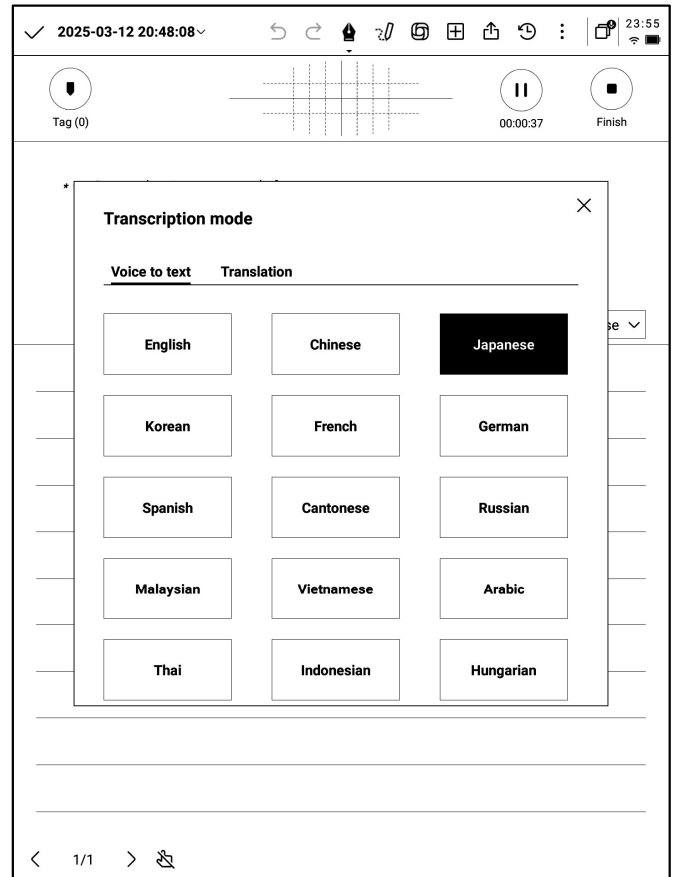 2025-03-12 20:48:08
23:55
Tag (0)
00:00:37
Finish
Transcription mode
Voice to text Translation
English Chinese Japanese
Korean French German
Spanish Cantonese Russian
Malaysian Vietnamese Arabic
Thai Indonesian Hungarian
1/1